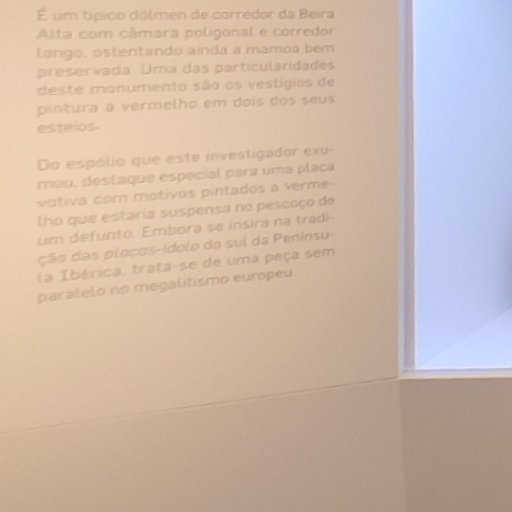 É um típico dólmen de corredor da Beira
Alta com câmara poligonal e corredor
longo, ostentando ainda a mamoa bem
preservada. Uma das particularidades
deste monumento são os vestígios de
pintura a vermelho em dois dos seus
esteios.
Do espólio que este investigador exu-
mou, destaque especial para uma placa
votiva com motivos pintados a verme-
lho que estaria suspensa no pescoço de
um defunto. Embora se insira na tradi-
ção das placas-ídolo do sul da Penínsu-
la Ibérica, trata-se de uma peça sem
paralelo no megalitismo europeu.